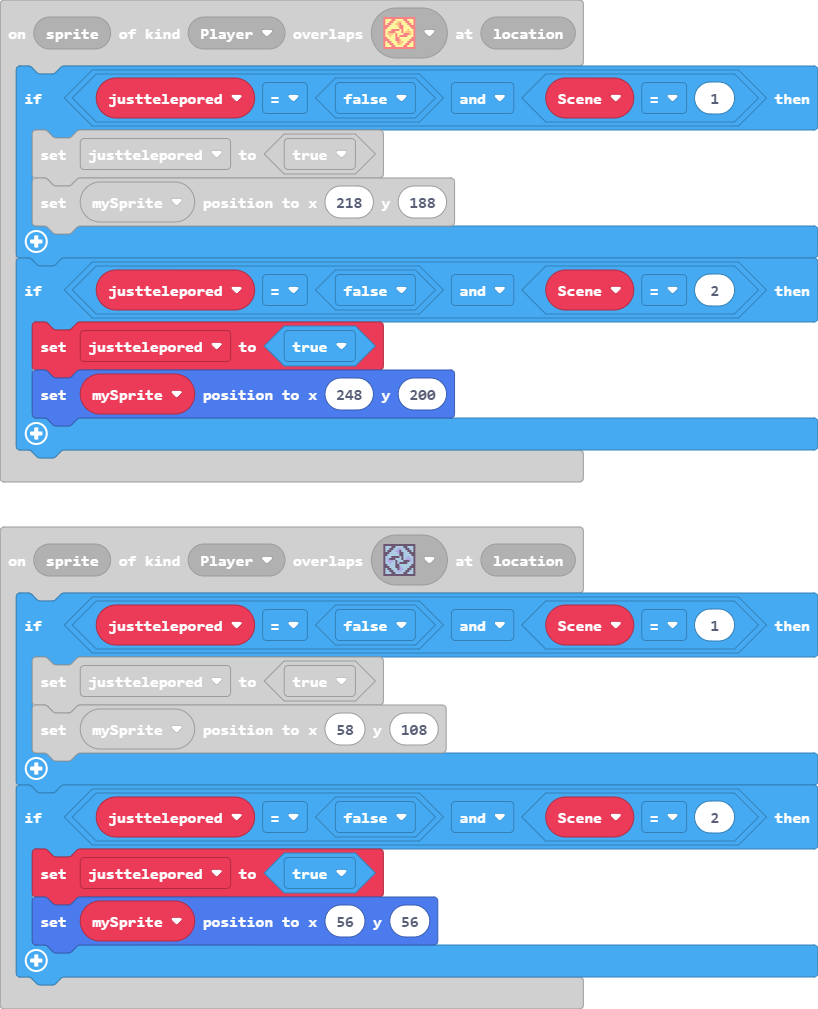 on sprite of kind Player overlaps at location
if justtelepored = false and Scene = 1 then
set justtelepored to true
set mySprite position to x 218 y 188
if justtelepored = false and Scene = 2 then
set justtelepored to true
set mySprite position to x 248 y 200
on sprite of kind Player overlaps at location
if justtelepored = false and Scene = 1 then
set justtelepored to true
set mySprite position to x 58 y 108
if justtelepored = false and Scene = 2 then
set justtelepored to true
set mySprite position to x 56 y 56